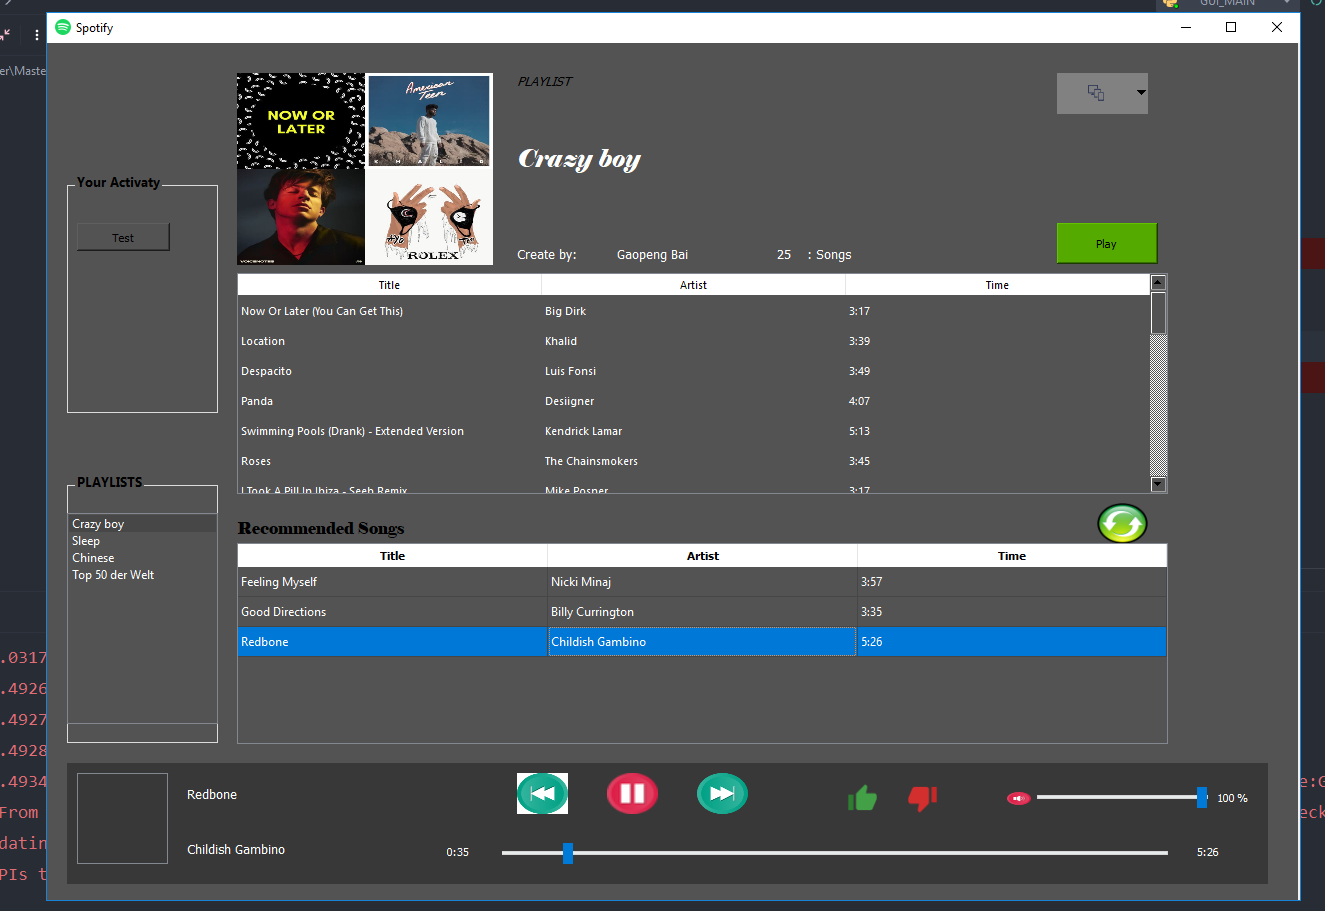 GUI_MAIN
Spotify
er\Maste
PLAYLIST
NOW OR
LATER
American
Teen
KHALID
Crazy boy
Your Activaty
Test
VOICENOTES
ROLEX
Create by: Gaopeng Bai 25 : Songs
Play
Title Artist Time
Now Or Later (You Can Get This) Big Dirk 3:17
Location Khalid 3:39
Despacito Luis Fonsi 3:49
Panda Desiigner 4:07
Swimming Pools (Drank) - Extended Version Kendrick Lamar 5:13
Roses The Chainsmokers 3:45
I Took A Pill In Ibiza - Seeb Remix Mike Posner 3:17
PLAYLISTS
Crazy boy
Sleep
Chinese
Top 50 der Welt
Recommended Songs
Title Artist Time
Feeling Myself Nicki Minaj 3:57
Good Directions Billy Currington 3:35
Redbone Childish Gambino 5:26
.0317
.4926
.4927
.4928
.4934
e:G
From
eck
datin
PIs t
Redbone
100 %
Childish Gambino
0:35
5:26